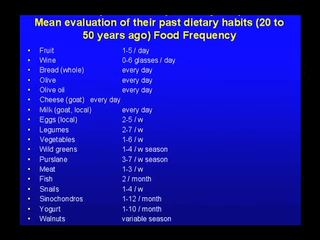 Mean evaluation of their past dietary habits (20 to
50 years ago) Food Frequency
• Fruit 1-5 / day
• Wine 0-6 glasses / day
• Bread (whole) every day
• Olive every day
• Olive oil every day
• Cheese (goat) every day
• Milk (goat, local) every day
• Eggs (local) 2-5 / w
• Legumes 2-7 / w
• Vegetables 1-6 / w
• Wild greens 1-4 / w season
• Purslane 3-7 / w season
• Meat 1-3 / w
• Fish 2 / month
• Snails 1-4 / w
• Sinochondros 1-12 / month
• Yogurt 1-10 / month
• Walnuts variable season